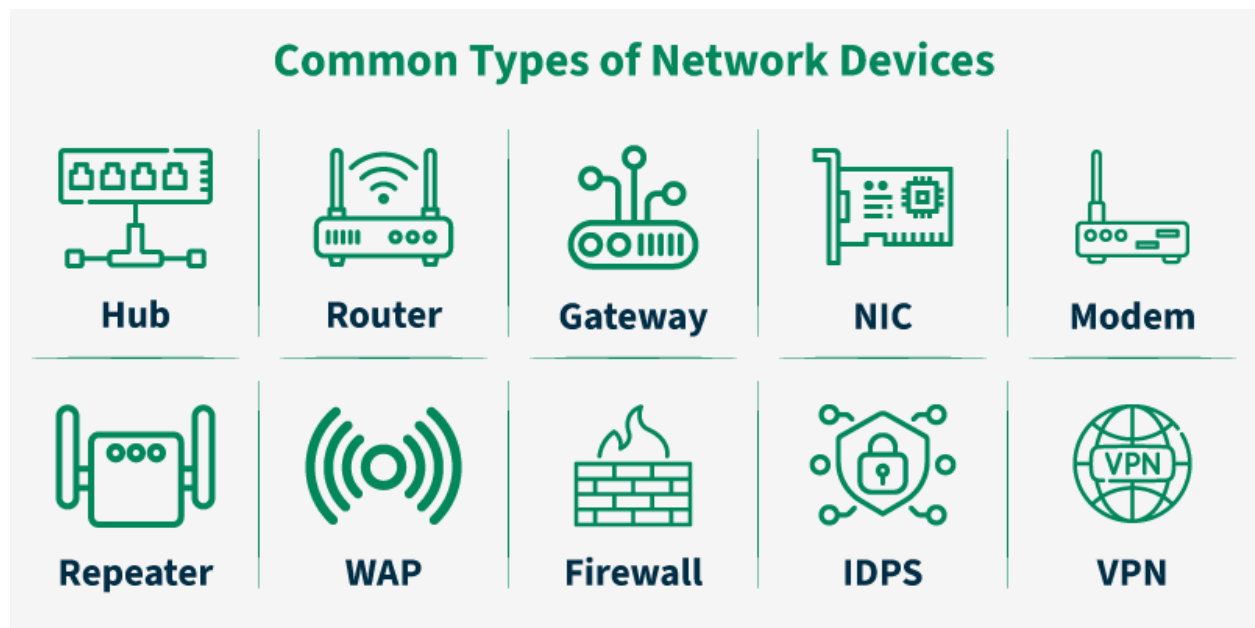 Common Types of Network Devices
Hub
Router
Gateway
NIC
Modem
Repeater
WAP
Firewall
IDPS
VPN
VPN